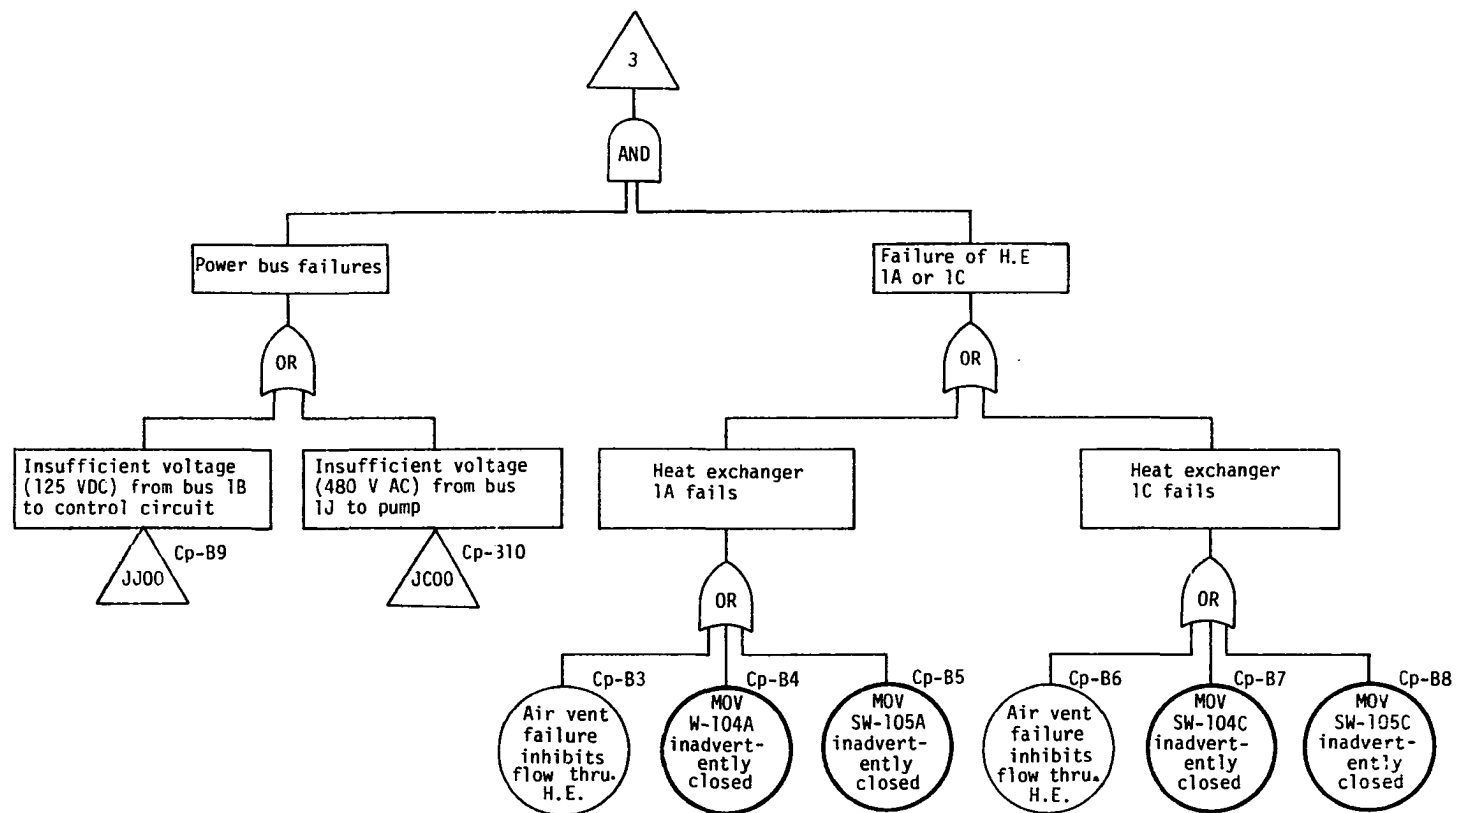 3
AND
Power bus failures
Failure of H.E
1A or 1C
OR
OR
Insufficient voltage
(125 VDC) from bus 1B
to control circuit
Insufficient voltage
(480 V AC) from bus
1J to pump
Heat exchanger
1A fails
Heat exchanger
1C fails
Cp-B9
JJ00
Cp-310
JC00
OR
OR
Cp-B3
Air vent
failure
inhibits
flow thru.
H.E.
Cp-B4
MOV
W-104A
inadvert-
ently
closed
Cp-B5
MOV
SW-105A
inadvert-
ently
closed
Cp-B6
Air vent
failure
inhibits
flow thru.
H.E.
Cp-B7
MOV
SW-104C
inadvert-
ently
closed
Cp-B8
MOV
SW-105C
inadvert-
ently
closed